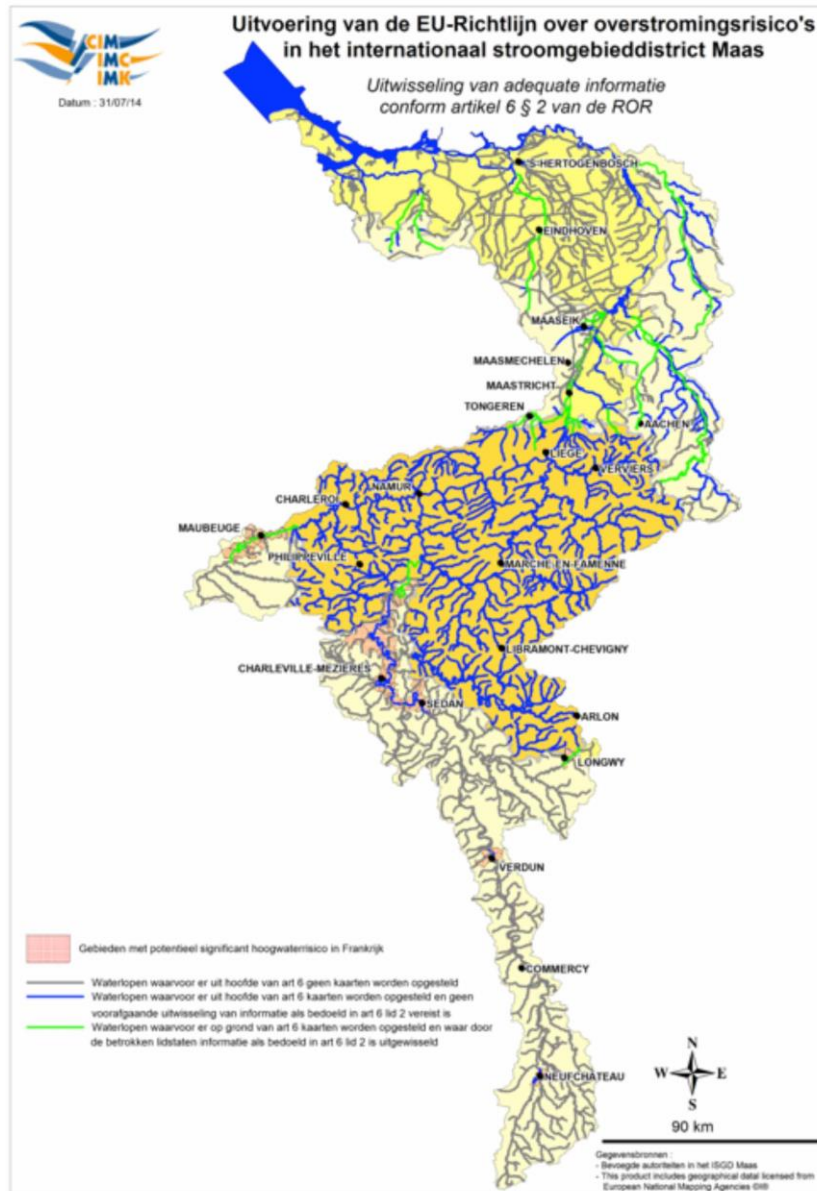 Uitvoering van de EU-Richtlijn over overstromingsrisico's
in het internationaal stroomgebieddistrict Maas
CIM
IMC
IMK
Datum : 31/07/14
Uitwisseling van adequate informatie
conform artikel 6 § 2 van de ROR
'S-HERTOGENBOSCH
EINDHOVEN
MAASEIK
MAASMECHELEN
MAASTRICHT
TONGEREN
AACHEN
LIEGE
VERVIERS
NAMUR
CHARLEROI
MAUBEUGE
PHILIPPEVILLE
MARCHE-EN-FAMENNE
LIBRAMONT-CHEVIGNY
CHARLEVILLE-MEZIERES
SEDAN
ARLON
LONGWY
VERDUN
COMMERCY
NEUFCHATEAU
Gebieden met potentieel significant hoogwaterrisico in Frankrijk
Waterlopen waarvoor er uit hoofde van art 6 geen kaarten worden opgesteld
Waterlopen waarvoor er uit hoofde van art 6 kaarten worden opgesteld en geen
voorafgaande uitwisseling van informatie als bedoeld in art 6 lid 2 vereist is
Waterlopen waarvoor er op grond van art 6 kaarten worden opgesteld en waar door
de betrokken lidstaten informatie als bedoeld in art 6 lid 2 is uitgewisseld
N
W E
S
90 km
Gegevensbronnen :
- Bevoegde autoriteiten in het ISGD Maas
- This product includes geographical data licensed from
European National Mapping Agencies